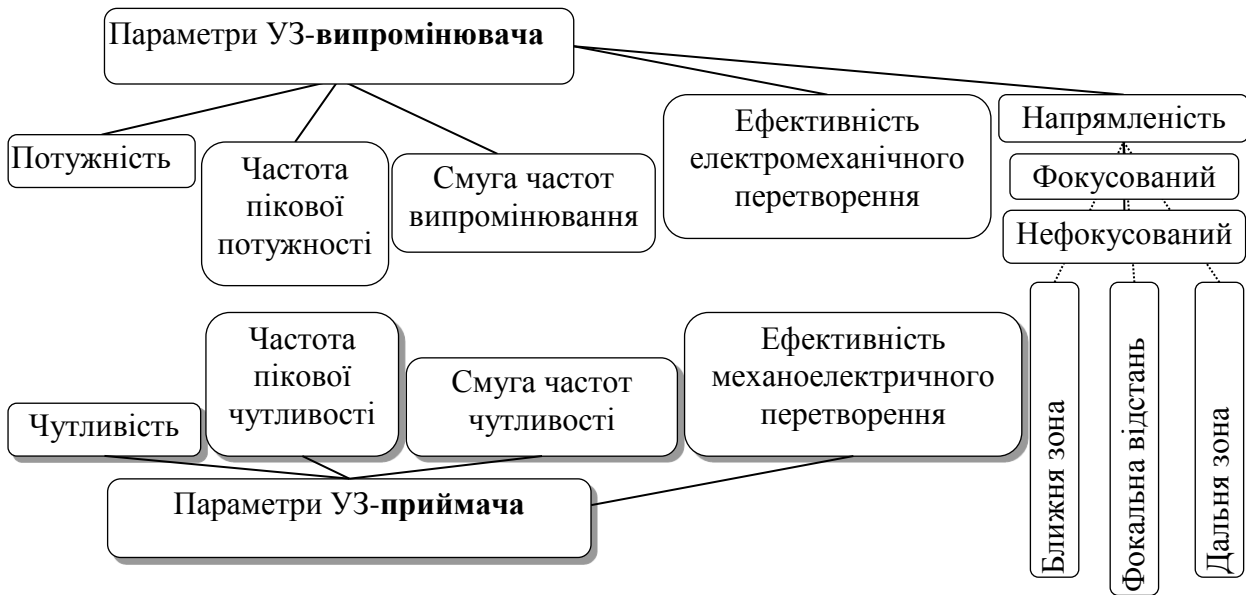 Параметри УЗ-випромінювача
Потужність
Частота
пікової
потужності
Смуга частот
випромінювання
Ефективність
електромеханічного
перетворення
Напрямленість
Фокусований
Нефокусований
Ближня зона
Фокальна відстань
Дальня зона
Чутливість
Частота
пікової
чутливості
Смуга частот
чутливості
Ефективність
механоелектричного
перетворення
Параметри УЗ-приймача